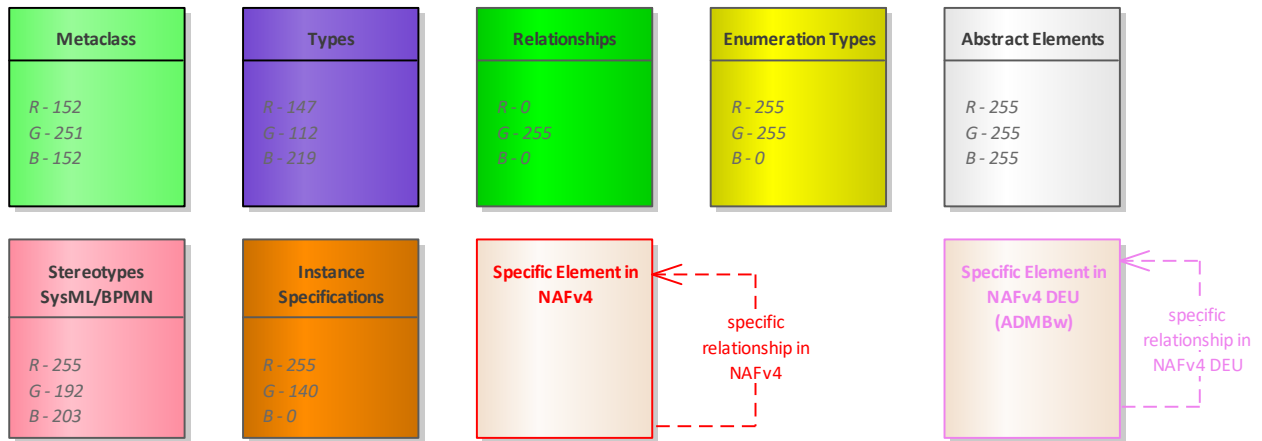 Metaclass
R - 152
G - 251
B - 152
Types
R - 147
G - 112
B - 219
Relationships
R - 0
G - 255
B - 0
Enumeration Types
R - 255
G - 255
B - 0
Abstract Elements
R - 255
G - 255
B - 255
Stereotypes
SysML/BPMN
R - 255
G - 192
B - 203
Instance
Specifications
R - 255
G - 140
B - 0
Specific Element in
NAFv4
specific
relationship in
NAFv4
Specific Element in
NAFv4 DEU
(ADMBw)
specific
relationship in
NAFv4 DEU